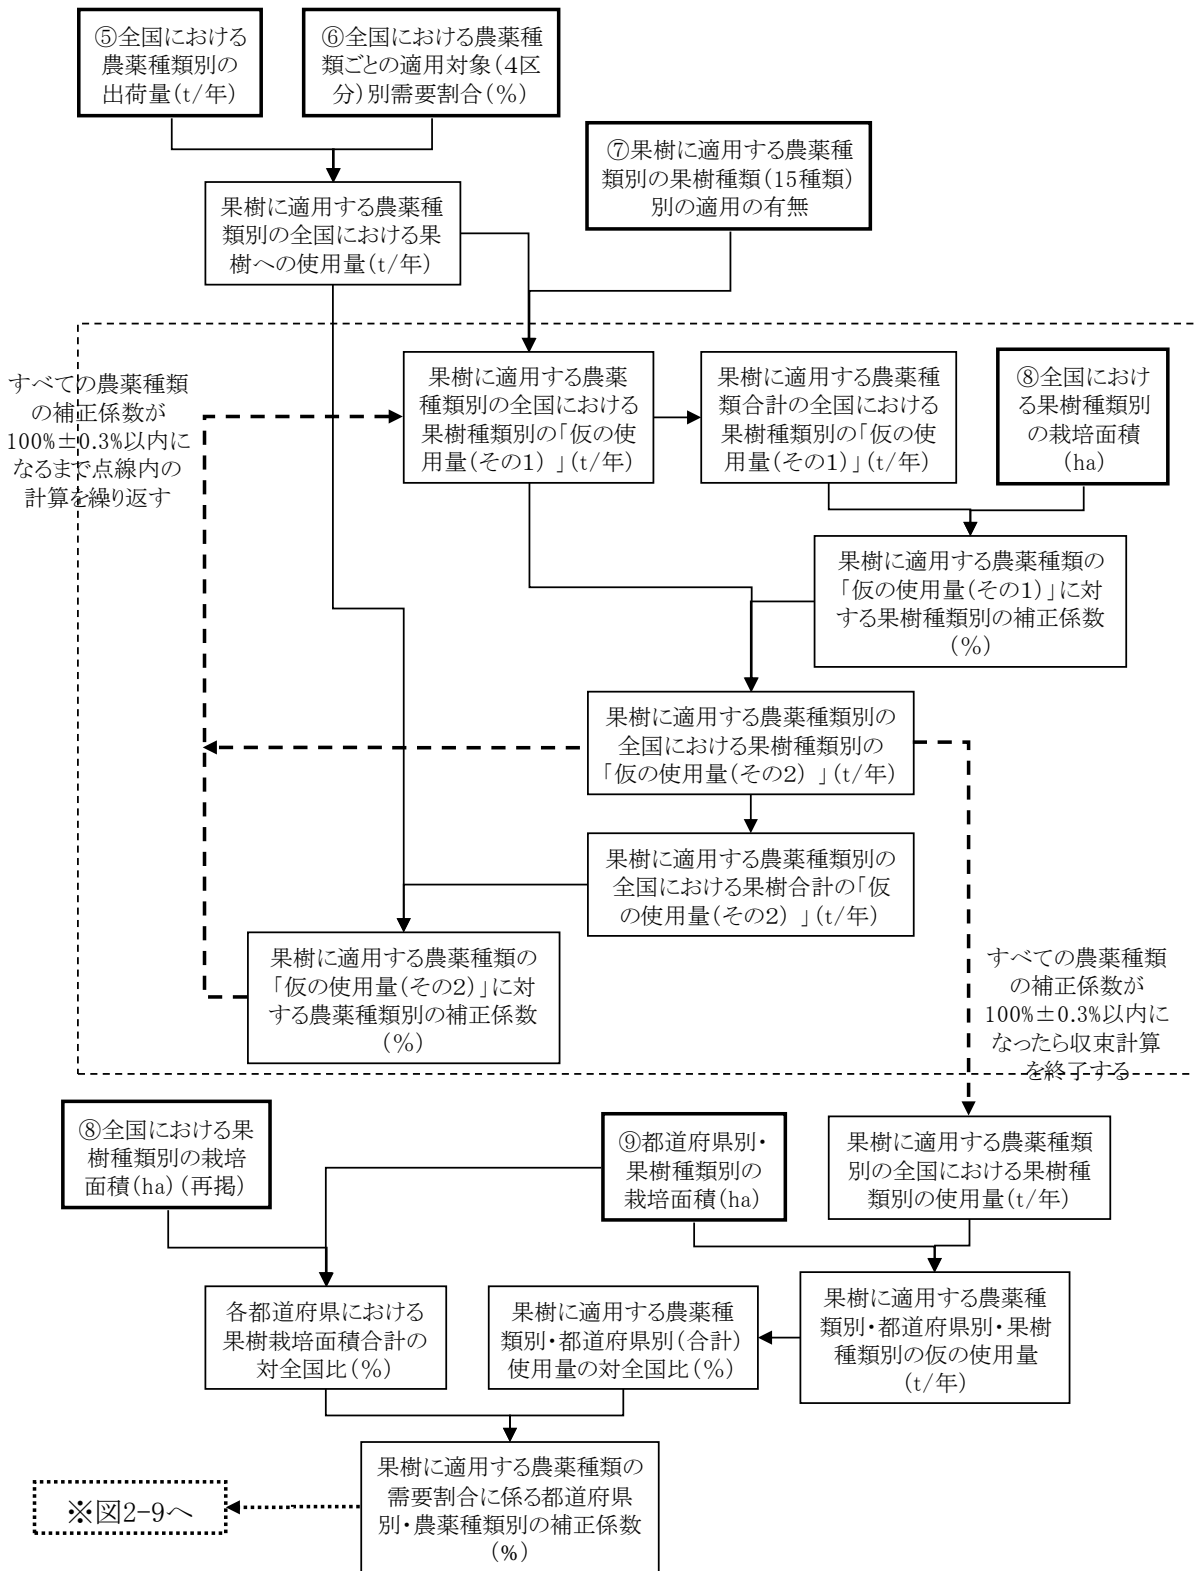 ⑤全国における
農薬種類別の
出荷量(t/年)
⑥全国における農薬種
類ごとの適用対象(4区
分)別需要割合(%)
⑦果樹に適用する農薬種
類別の果樹種類(15種類)
別の適用の有無
果樹に適用する農薬種
類別の全国における果
樹への使用量(t/年)
すべての農薬種類
の補正係数が
100%±0.3%以内に
なるまで点線内の
計算を繰り返す
果樹に適用する農薬
種類別の全国における
果樹種類別の「仮の使
用量(その1) 」(t/年)
果樹に適用する農薬種
類合計の全国における
果樹種類別の「仮の使
用量(その1)」(t/年)
⑧全国におけ
る果樹種類別
の栽培面積
(ha)
果樹に適用する農薬種類の
「仮の使用量(その1)」に対
する果樹種類別の補正係数
(%)
果樹に適用する農薬種類別の
全国における果樹種類別の
「仮の使用量(その2) 」(t/年)
果樹に適用する農薬種類別の
全国における果樹合計の「仮
の使用量(その2) 」(t/年)
果樹に適用する農薬種類の
「仮の使用量(その2)」に対
する農薬種類別の補正係数
(%)
すべての農薬種類
の補正係数が
100%±0.3%以内に
なったら収束計算
を終了する
⑧全国における果
樹種類別の栽培
面積(ha)(再掲)
⑨都道府県別・
果樹種類別の
栽培面積(ha)
果樹に適用する農薬種類
別の全国における果樹種
類別の使用量(t/年)
各都道府県における
果樹栽培面積合計の
対全国比(%)
果樹に適用する農薬種
類別・都道府県別(合計)
使用量の対全国比(%)
果樹に適用する農薬種
類別・都道府県別・果樹
種類別の仮の使用量
(t/年)
果樹に適用する農薬種類の
需要割合に係る都道府県
別・農薬種類別の補正係数
(%)
※図2-9へ